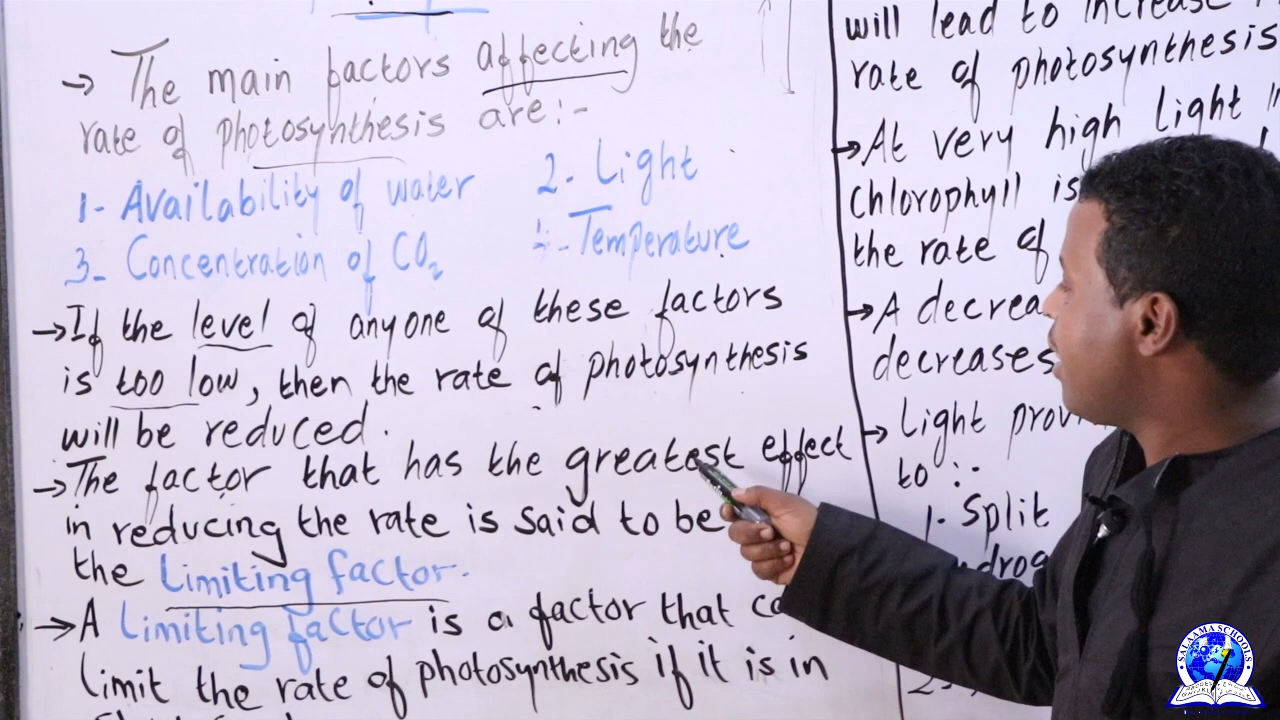 → The main factors affecting the
rate of photosynthesis are:-
1- Availability of water 2- Light
3- Concentration of CO₂ 4- Temperature
→ If the level of anyone of these factors
is too low, then the rate of photosynthesis
will be reduced.
→ The factor that has the greatest effect
in reducing the rate is said to be
the Limiting factor.
→ A Limiting factor is a factor that
Limit the rate of photosynthesis if it is in
will lead to increase
rate of photosynthesis
→ At very high light
chlorophyll is
the rate of
→ A
decreases
→ Light
to :-
1- Split
SALAAMA SCHOOLS